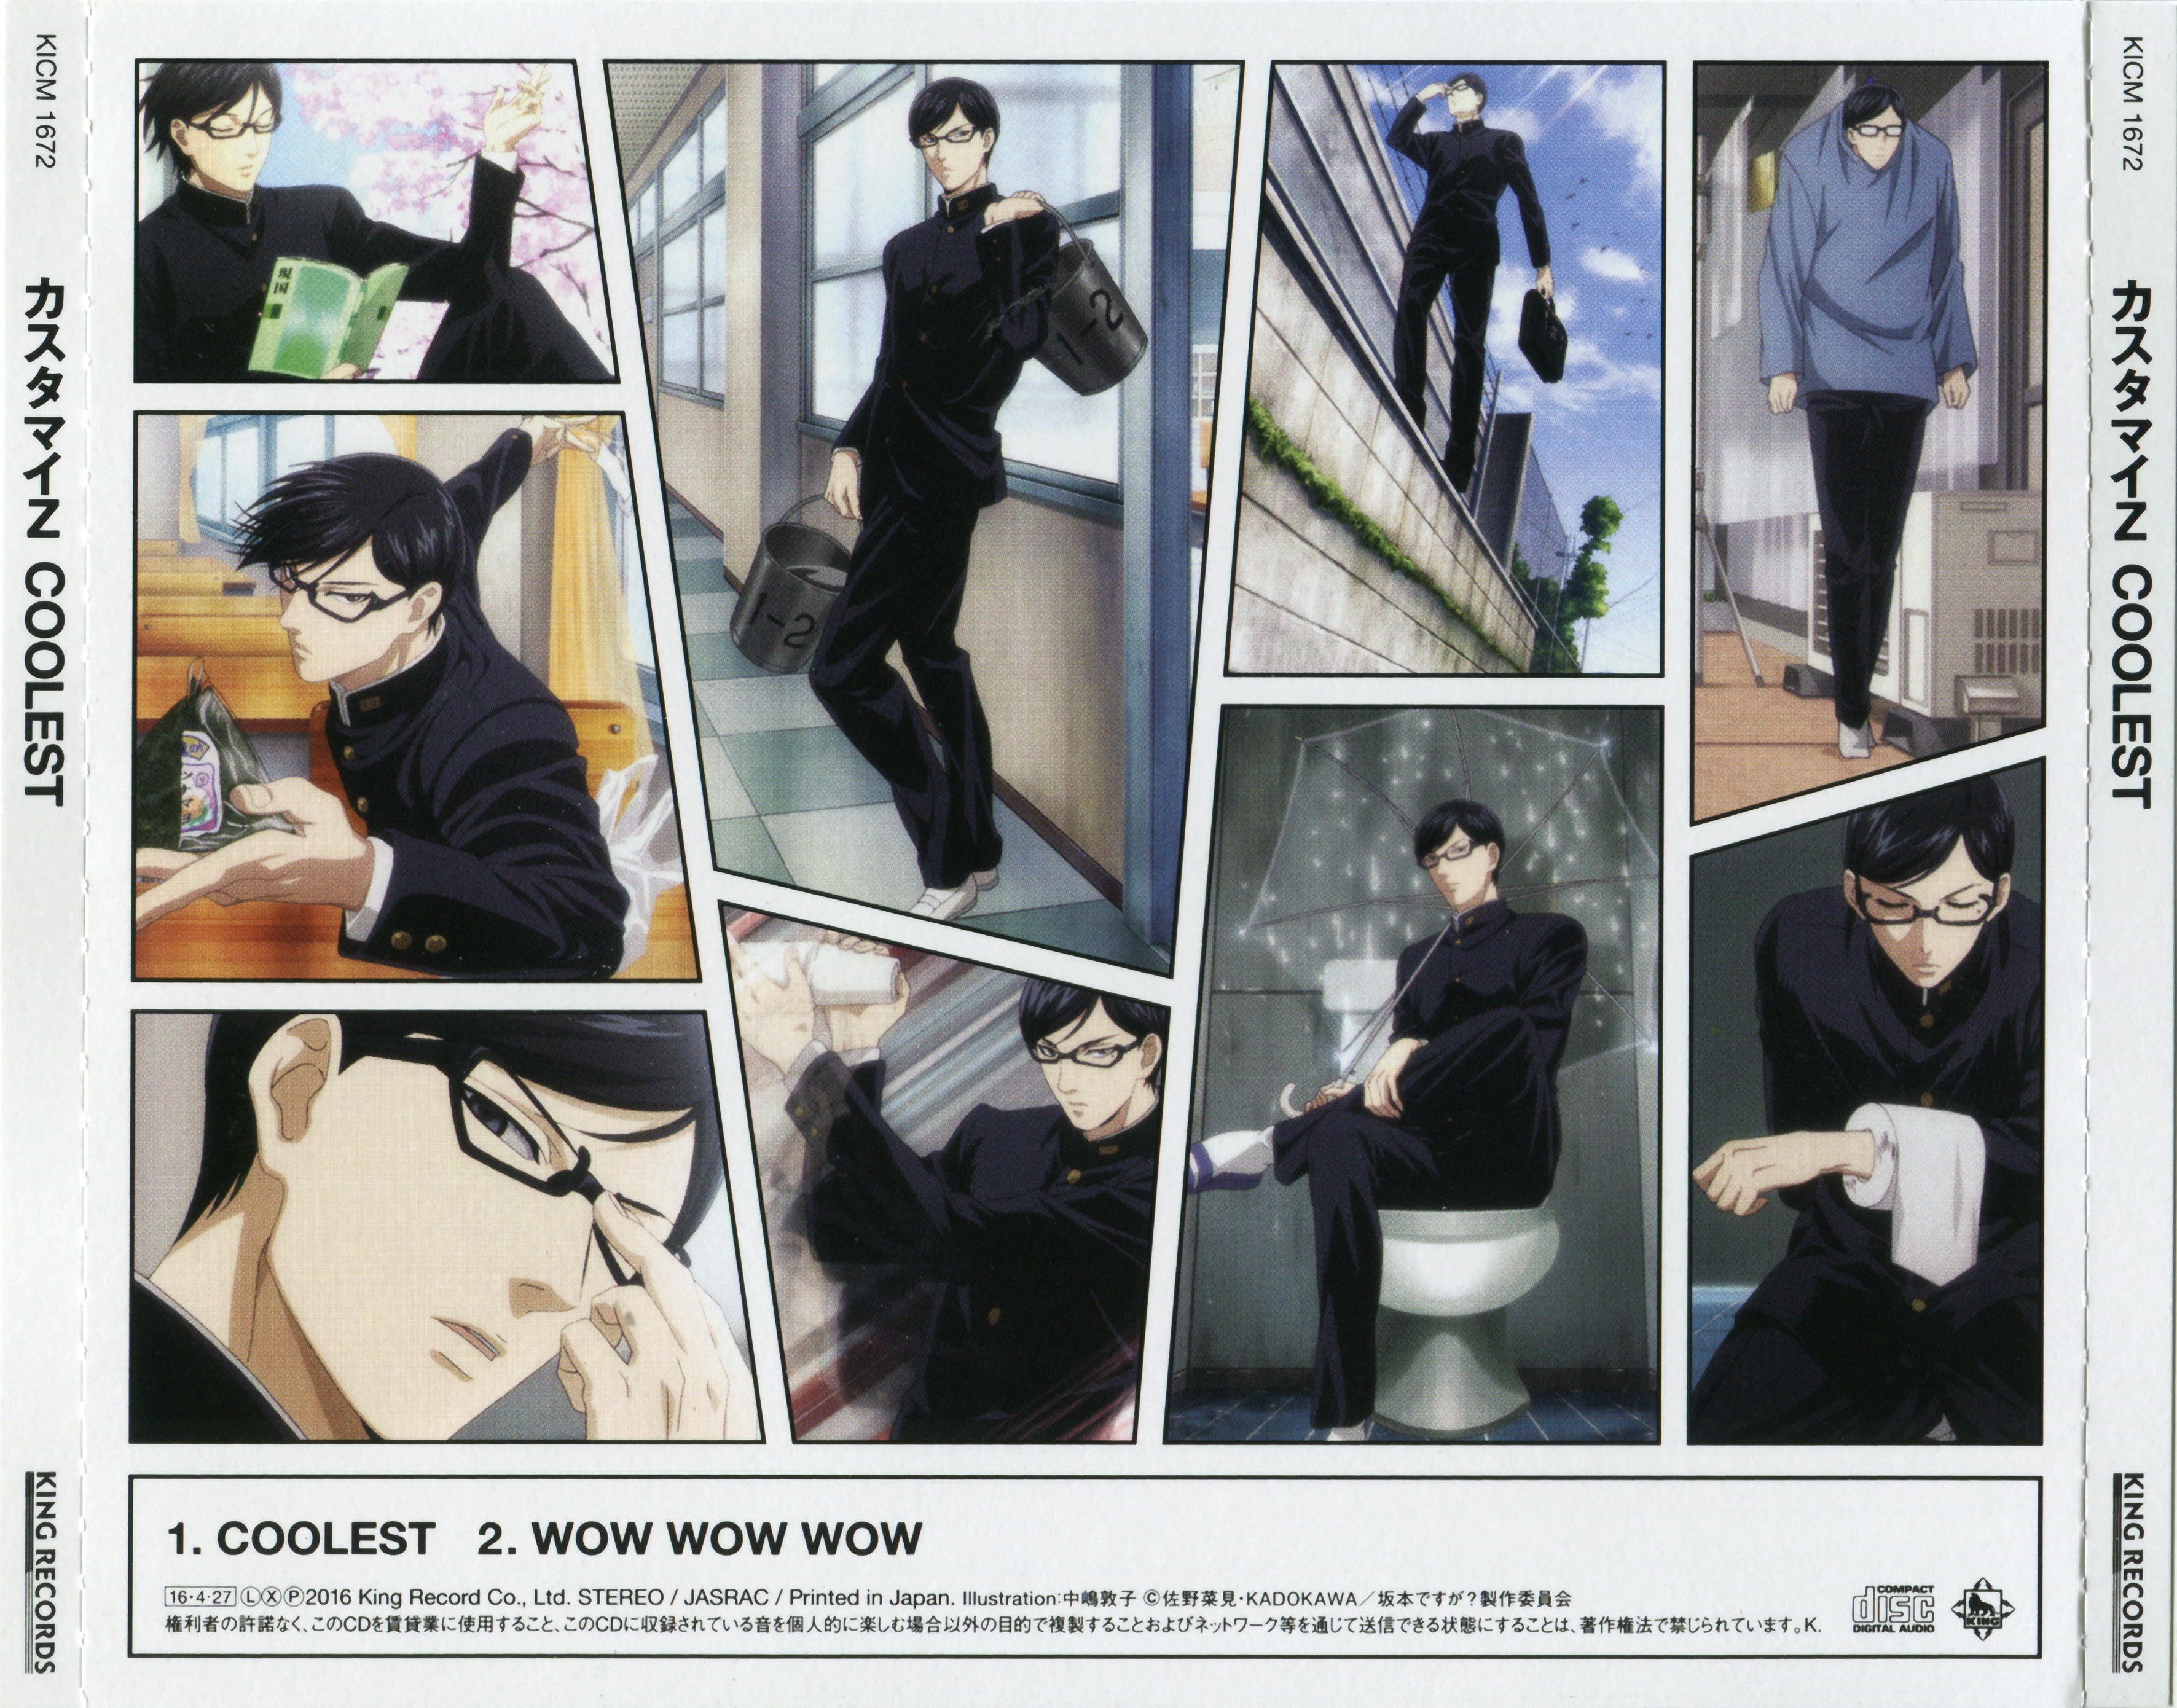 KICM 1672
カスタマイZ COOLEST
KING RECORDS
現国
1-2
1-2
1. COOLEST 2. WOW WOW WOW
16・4・27 ⓁⓍⓅ2016 King Record Co., Ltd. STEREO / JASRAC / Printed in Japan. Illustration:中嶋敦子 ©佐野菜見・KADOKAWA／坂本ですが？製作委員会
権利者の許諾なく、このCDを賃貸業に使用すること、このCDに収録されている音を個人的に楽しむ場合以外の目的で複製することおよびネットワーク等を通じて送信できる状態にすることは、著作権法で禁じられています。K.
COMPACT
disc
DIGITAL AUDIO
KING
KICM 1672
カスタマイZ COOLEST
KING RECORDS